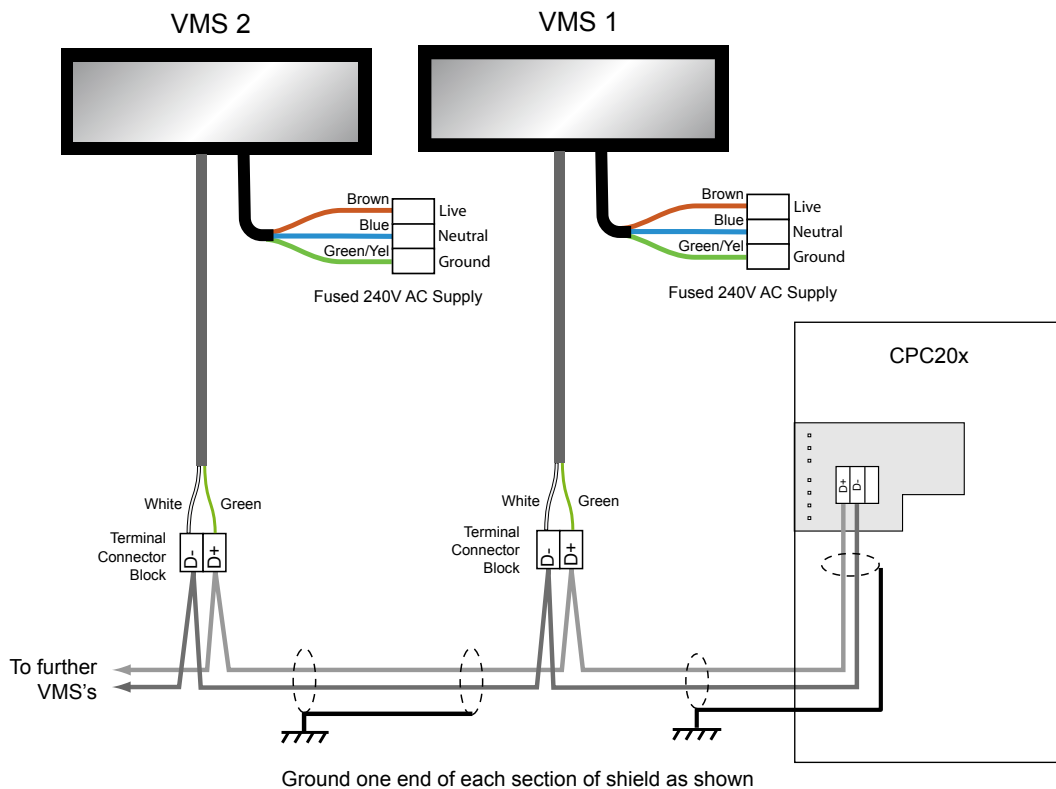 VMS 2
VMS 1
Brown
Live
Blue
Neutral
Green/Yel
Ground
Fused 240V AC Supply
Brown
Live
Blue
Neutral
Green/Yel
Ground
Fused 240V AC Supply
CPC20x
D+
D-
White
Green
Terminal
Connector
Block
D-
D+
White
Green
Terminal
Connector
Block
D-
D+
To further
VMS's
Ground one end of each section of shield as shown